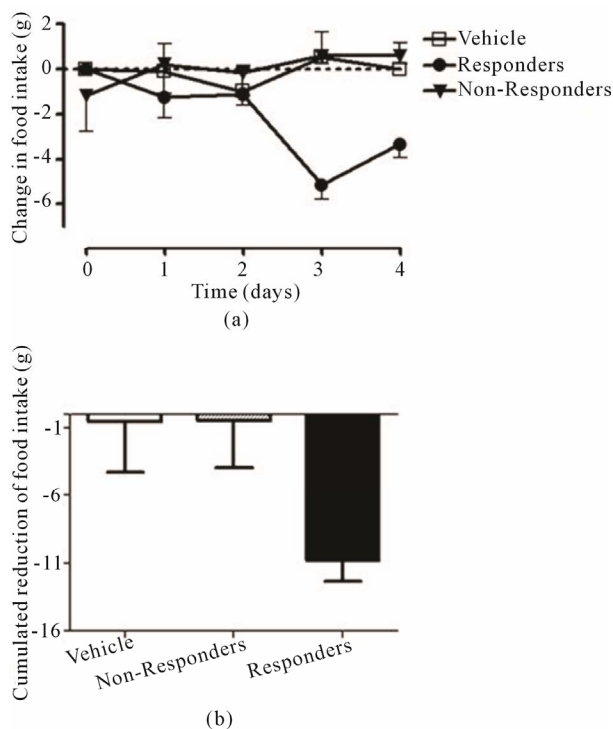 Change in food intake (g)
2
0
-2
-4
-6
Vehicle
Responders
Non-Responders
0 1 2 3 4
Time (days)
(a)
Cumulated reduction of food intake (g)
-1
-6
-11
-16
Vehicle
Non-Responders
Responders
(b)